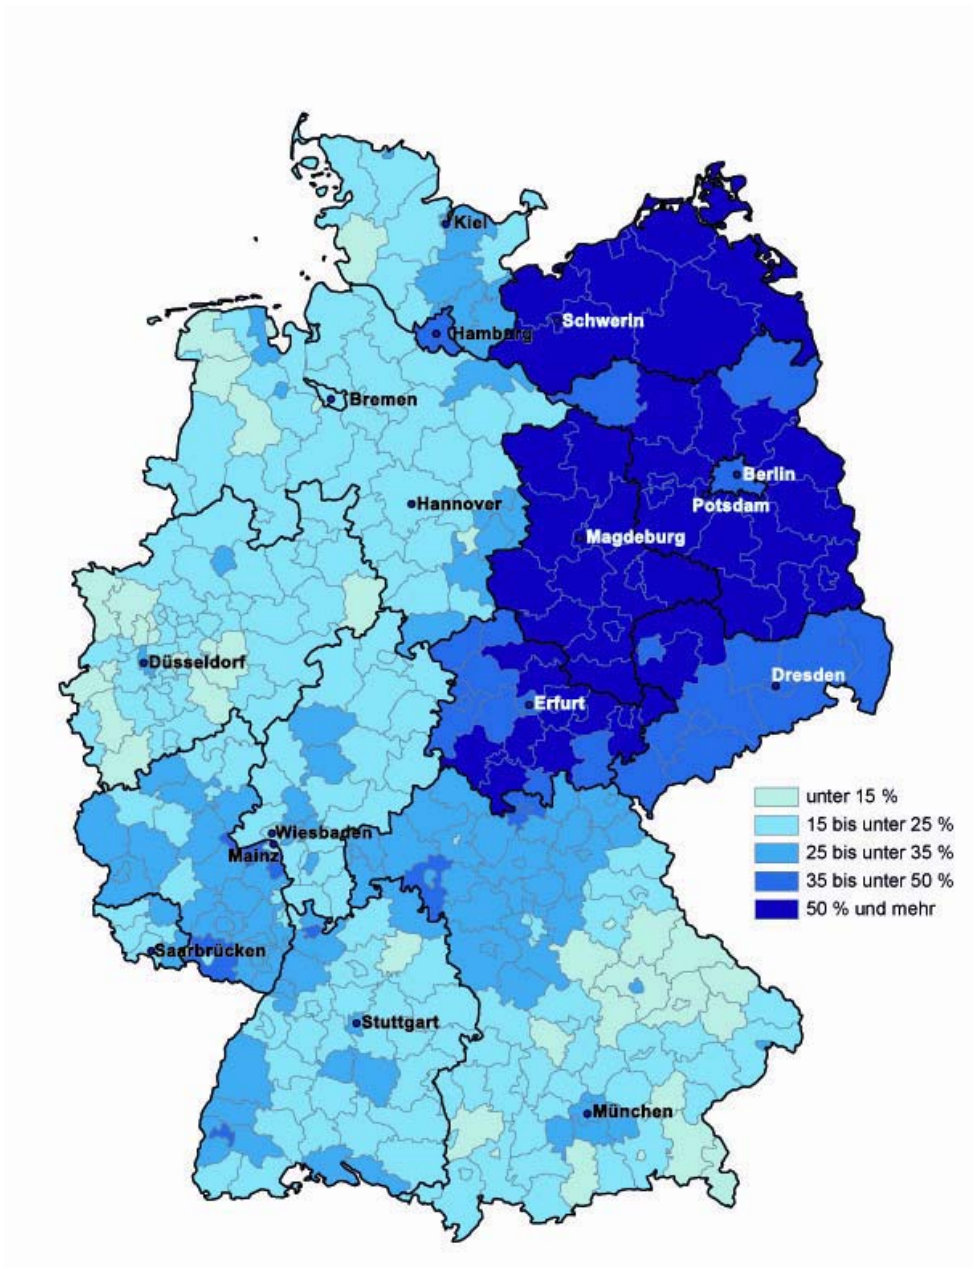 Kiel
Hamburg
Schwerin
Bremen
Berlin
Hannover
Potsdam
Magdeburg
Düsseldorf
Dresden
Erfurt
unter 15 %
15 bis unter 25 %
Wiesbaden
25 bis unter 35 %
Mainz
35 bis unter 50 %
50 % und mehr
Saarbrücken
Stuttgart
München